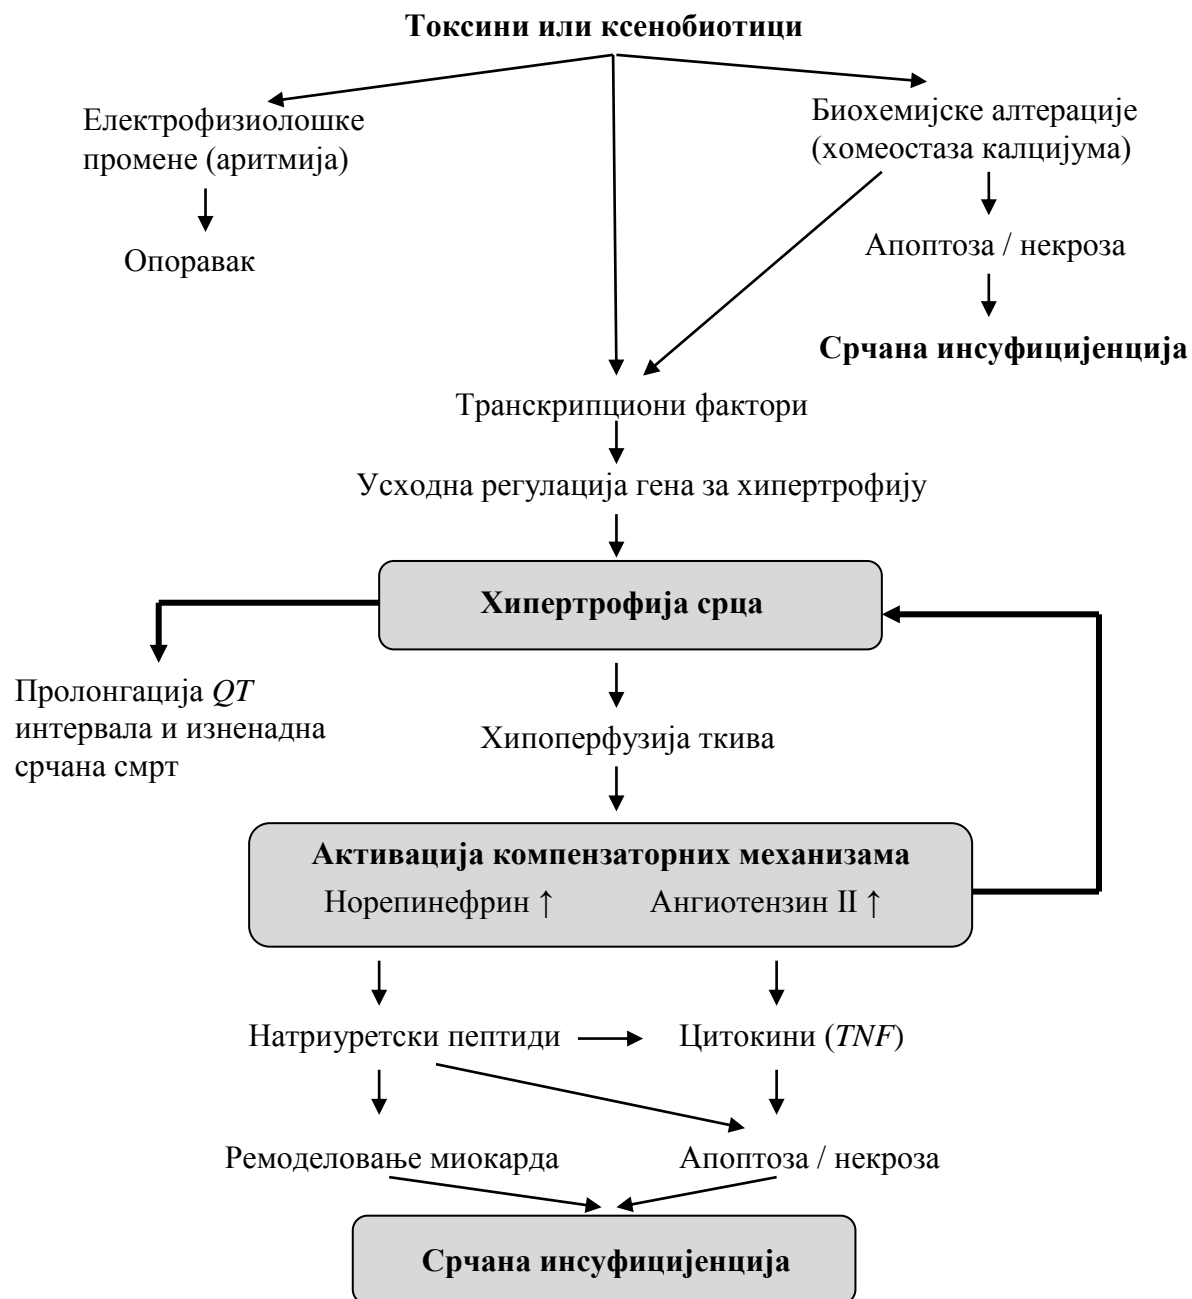 Токсини или ксенобиотици
Електрофизиолошке
промене (аритмија)
Биохемијске алтерације
(хомеостаза калцијума)
Опоравак
Апоптоза / некроза
Срчана инсуфицијенција
Транскрипциони фактори
Усходна регулација гена за хипертрофију
Хипертрофија срца
Пролонгација QT
интервала и изненадна
срчана смрт
Хипоперфузија ткива
Активација компензаторних механизама
Норепинефрин ↑ Ангиотензин II ↑
Натриуретски пептиди
Цитокини (TNF)
Ремоделовање миокарда
Апоптоза / некроза
Срчана инсуфицијенција